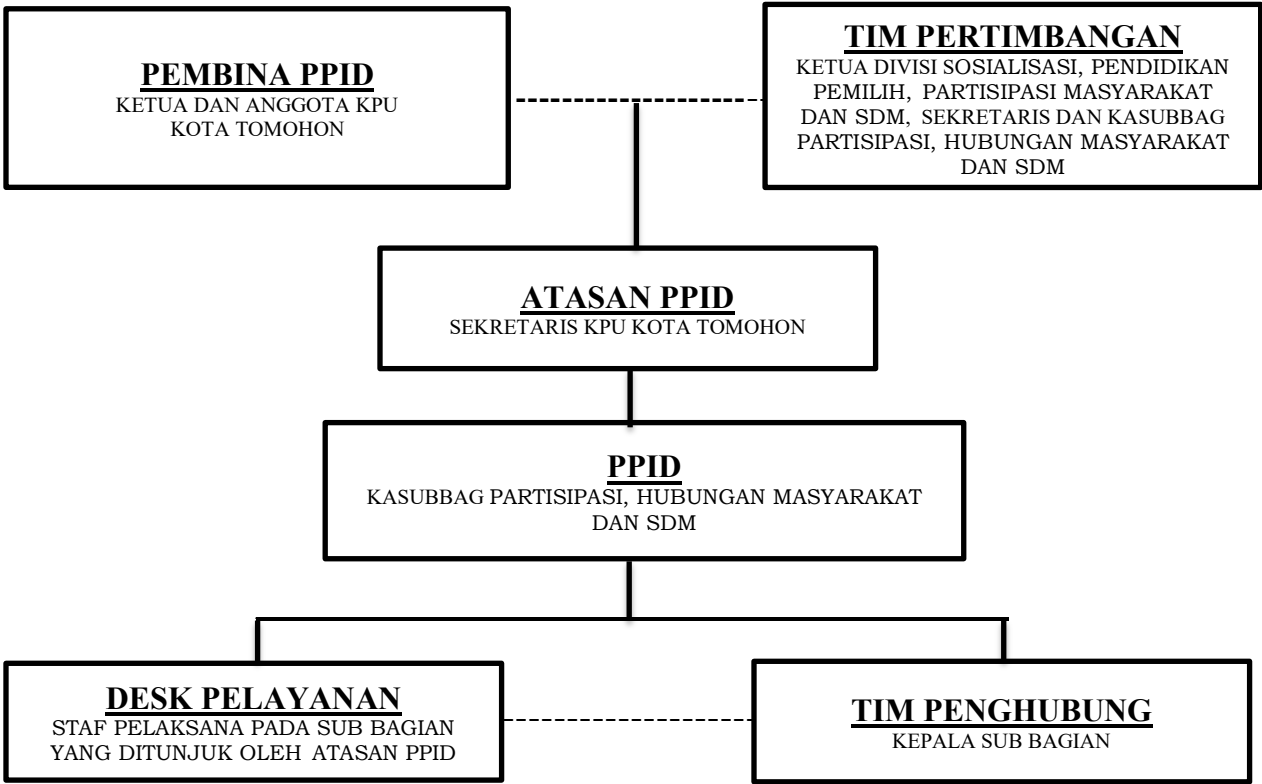 PEMBINA PPID
KETUA DAN ANGGOTA KPU
KOTA TOMOHON
TIM PERTIMBANGAN
KETUA DIVISI SOSIALISASI, PENDIDIKAN
PEMILIH, PARTISIPASI MASYARAKAT
DAN SDM, SEKRETARIS DAN KASUBBAG
PARTISIPASI, HUBUNGAN MASYARAKAT
DAN SDM
ATASAN PPID
SEKRETARIS KPU KOTA TOMOHON
PPID
KASUBBAG PARTISIPASI, HUBUNGAN MASYARAKAT
DAN SDM
DESK PELAYANAN
STAF PELAKSANA PADA SUB BAGIAN
YANG DITUNJUK OLEH ATASAN PPID
TIM PENGHUBUNG
KEPALA SUB BAGIAN